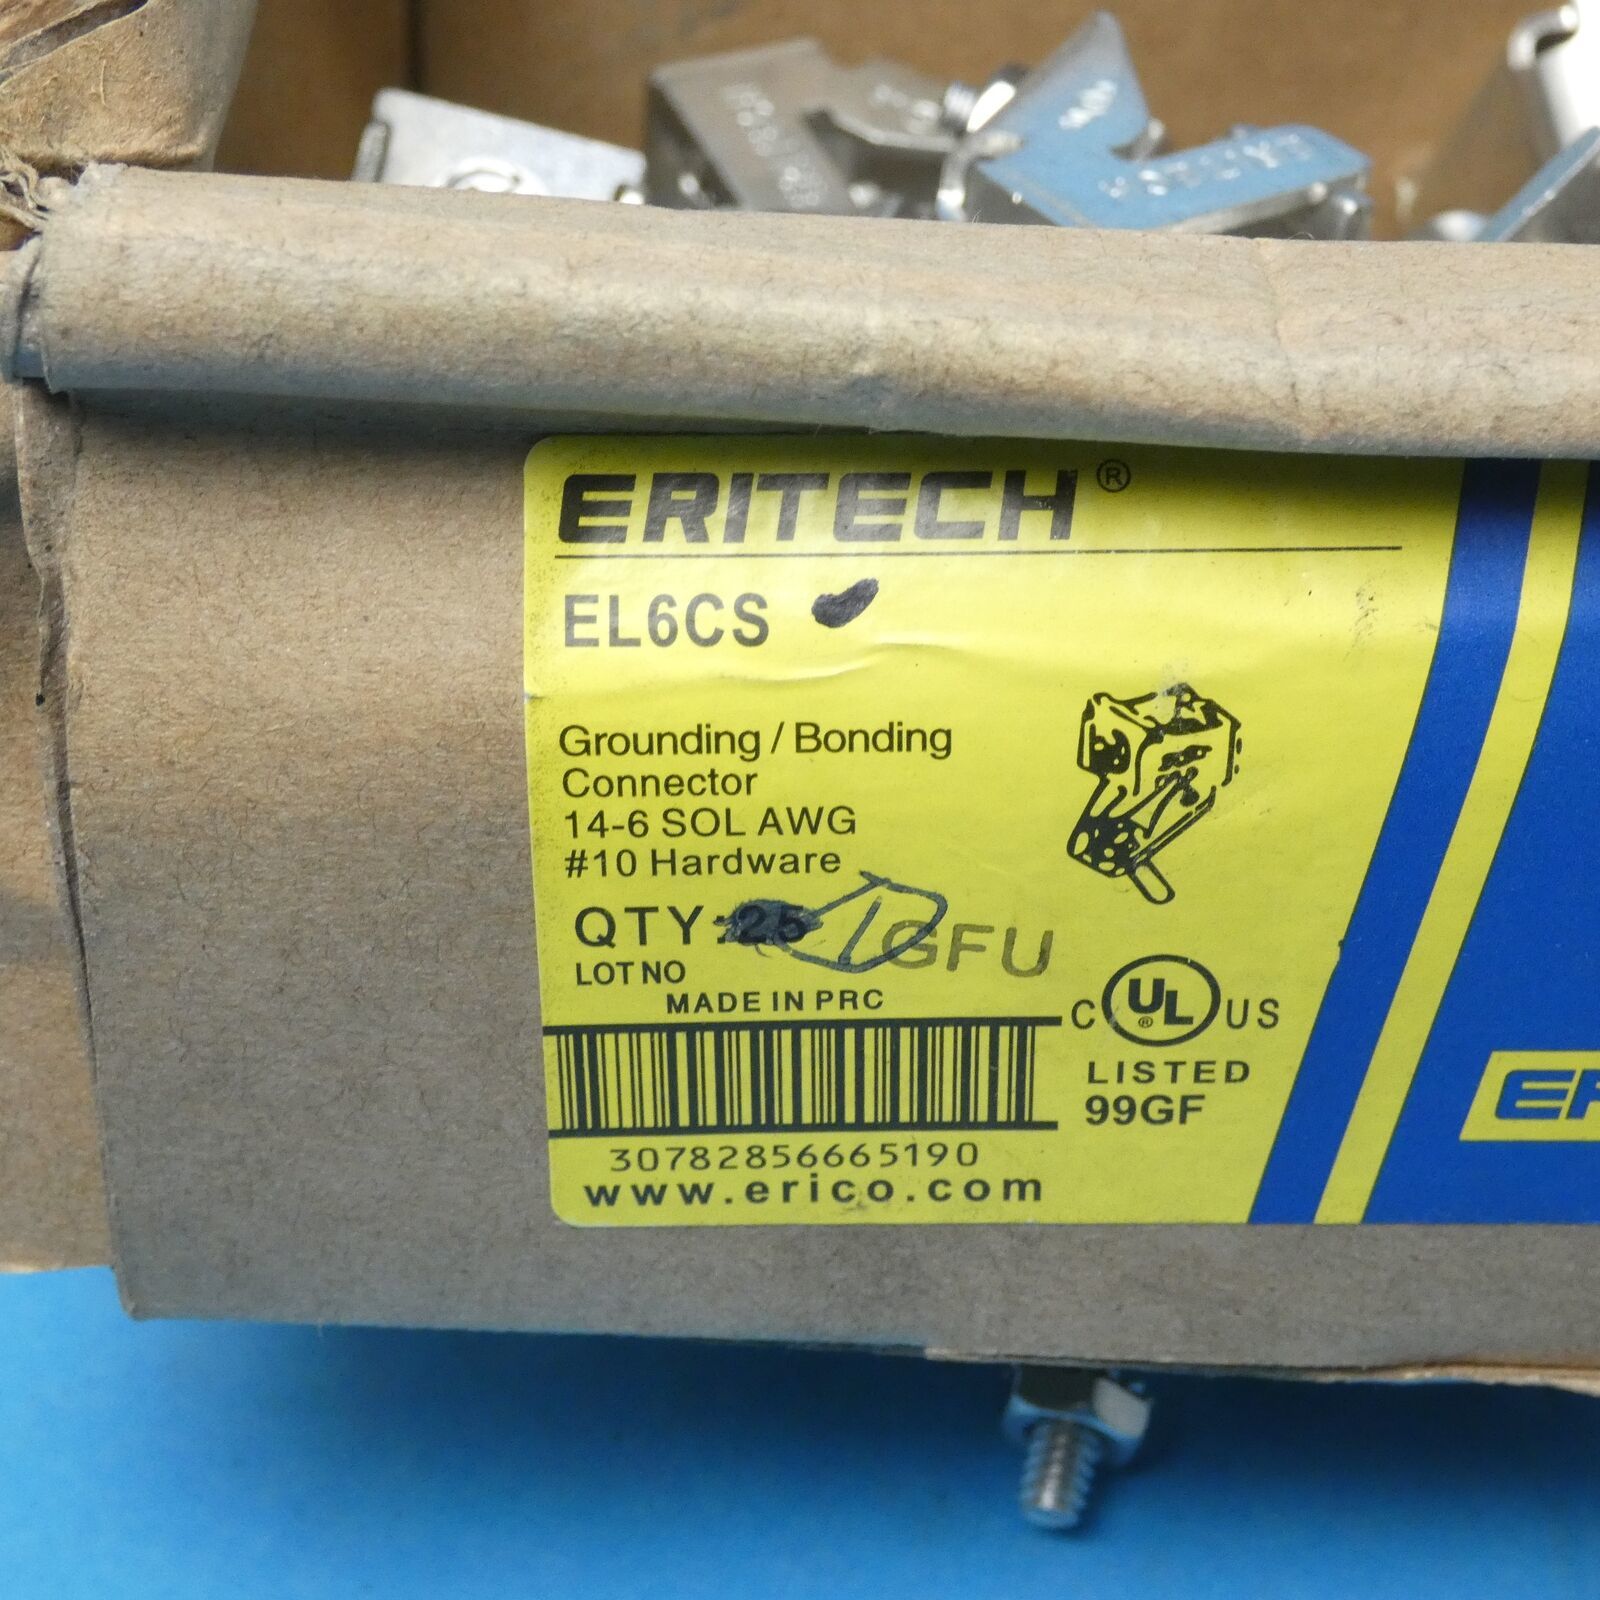 ERITECH®
EL6CS
Grounding / Bonding
Connector
14-6 SOL AWG
#10 Hardware
QTY:25
GFU
LOT NO
MADE IN PRC
C UL® US
LISTED
99GF
30782856665190
www.erico.com